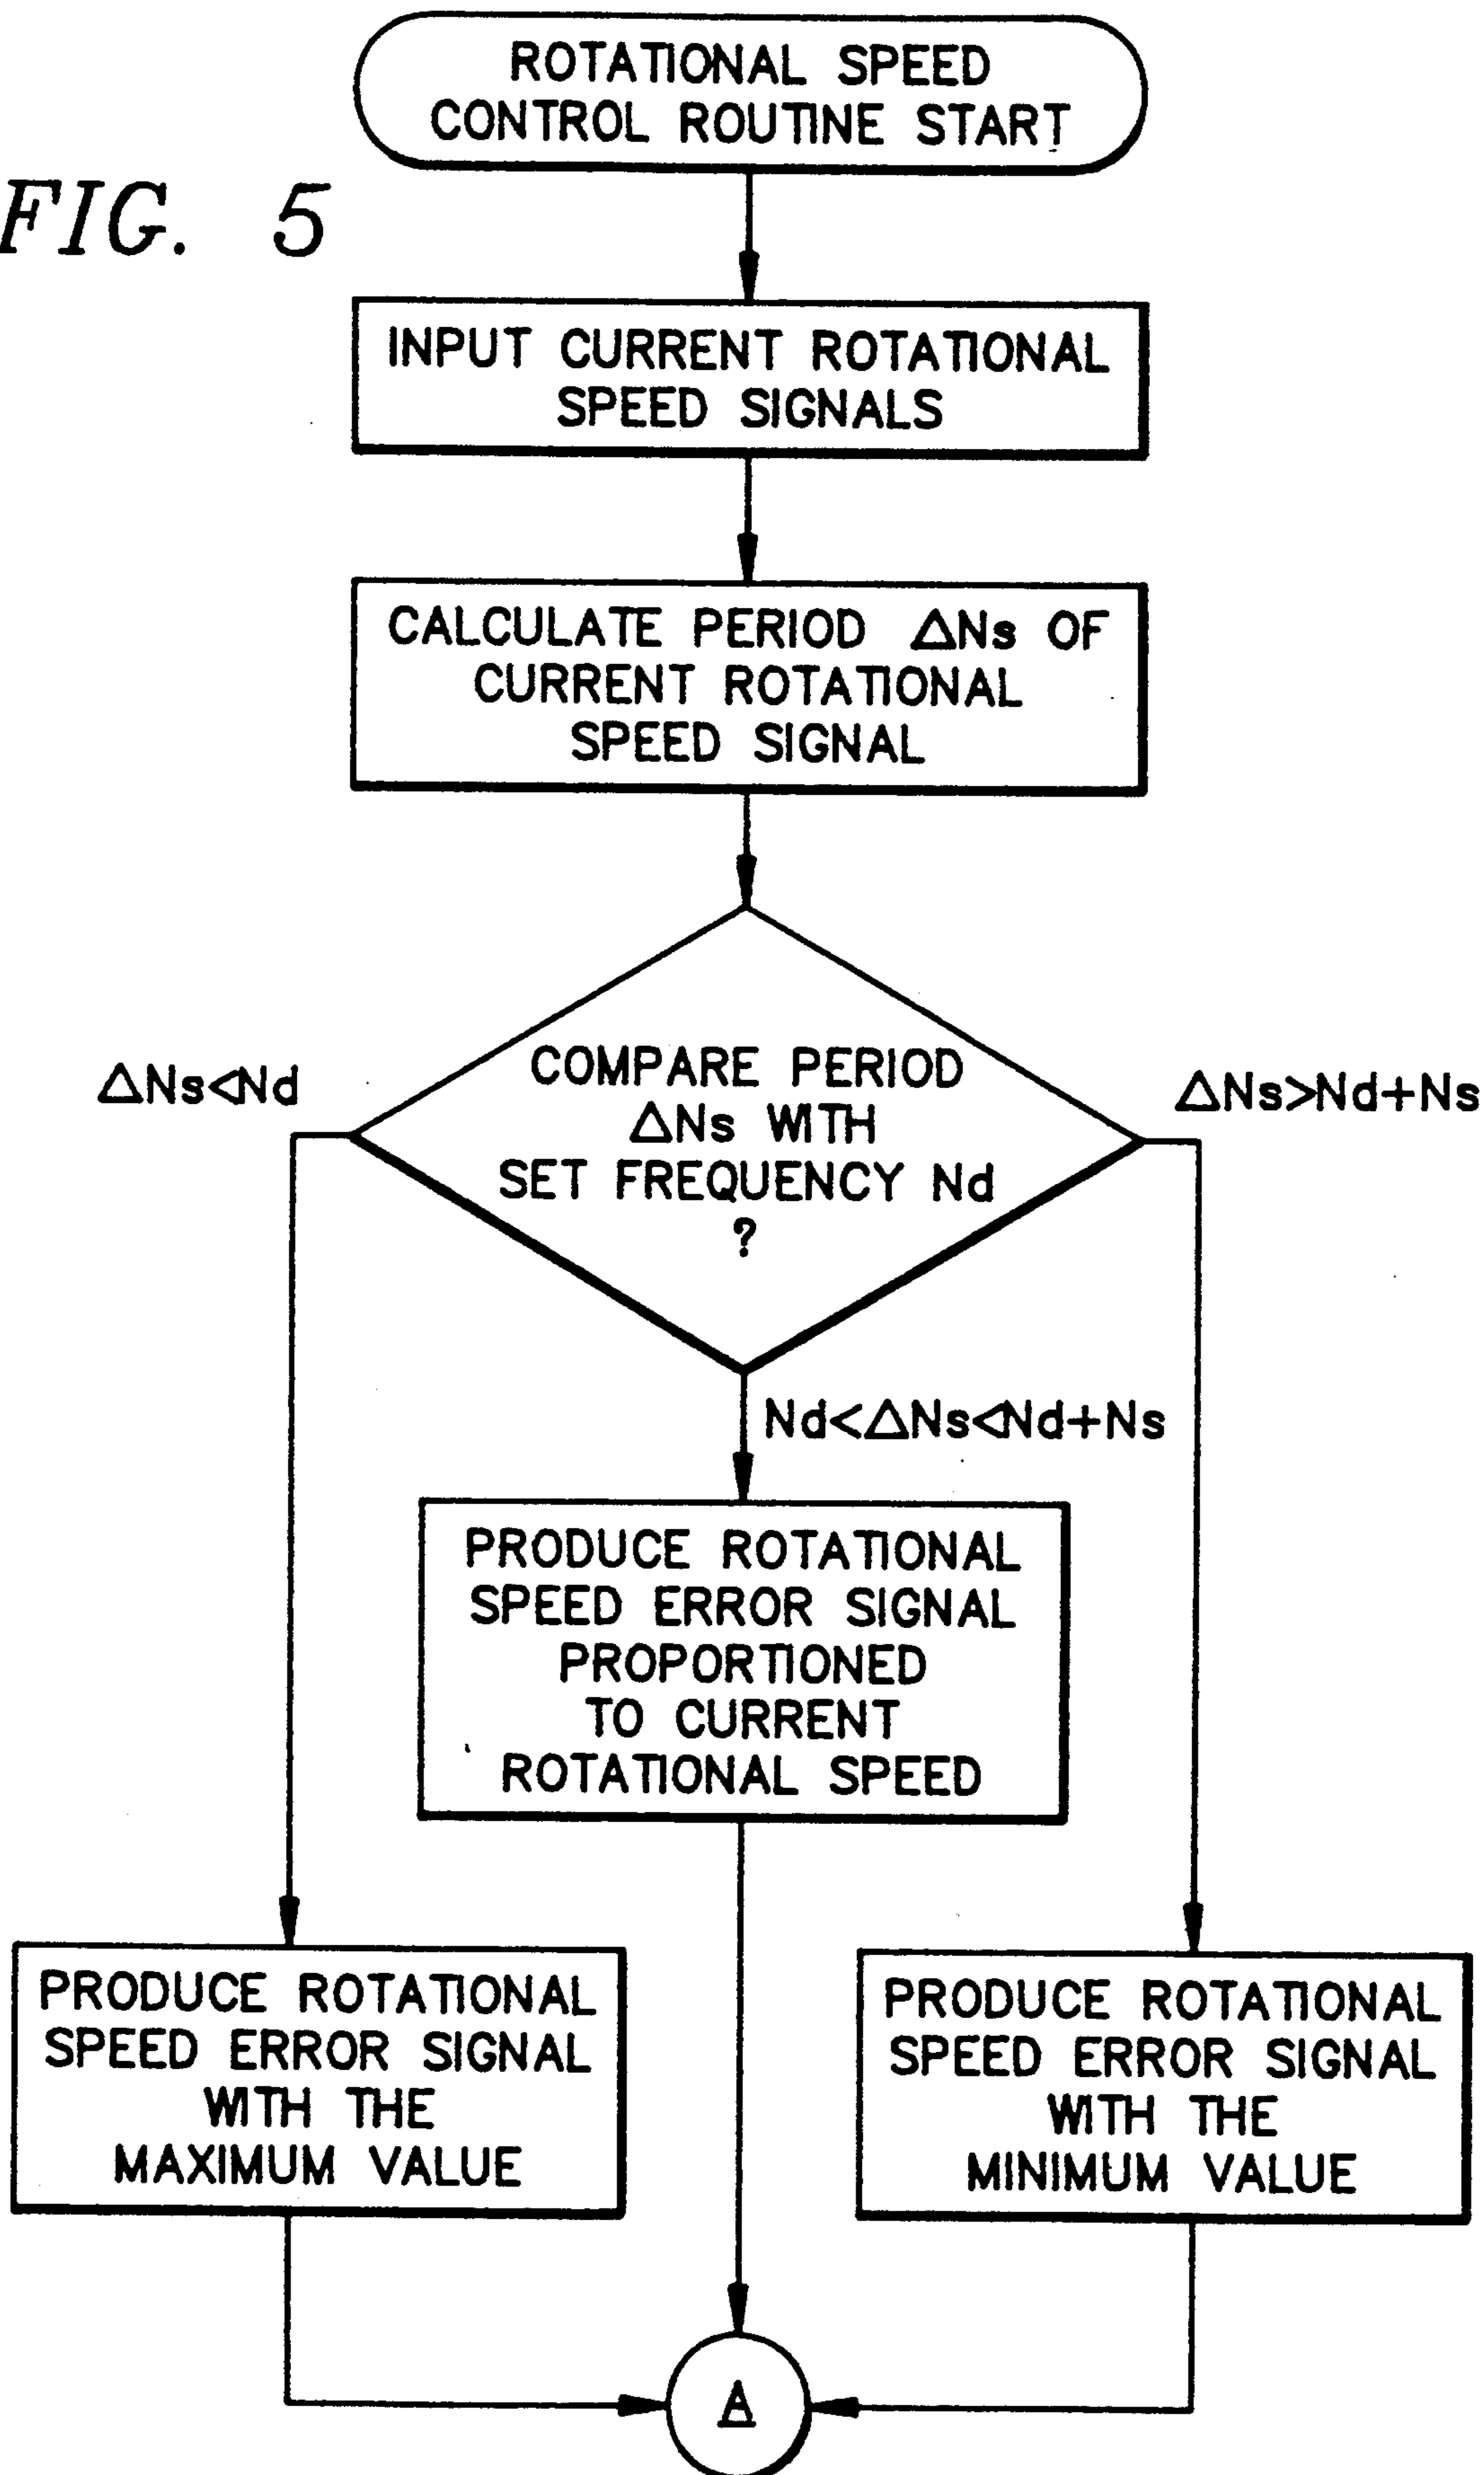 ROTATIONAL SPEED
CONTROL ROUTINE START
FIG. 5
INPUT CURRENT ROTATIONAL
SPEED SIGNALS
CALCULATE PERIOD ΔNs OF
CURRENT ROTATIONAL
SPEED SIGNAL
COMPARE PERIOD
ΔNs WITH
SET FREQUENCY Nd
?
ΔNs<Nd
ΔNs>Nd+Ns
Nd<ΔNs<Nd+Ns
PRODUCE ROTATIONAL
SPEED ERROR SIGNAL
PROPORTIONED
TO CURRENT
ROTATIONAL SPEED
PRODUCE ROTATIONAL
SPEED ERROR SIGNAL
WITH THE
MAXIMUM VALUE
PRODUCE ROTATIONAL
SPEED ERROR SIGNAL
WITH THE
MINIMUM VALUE
A